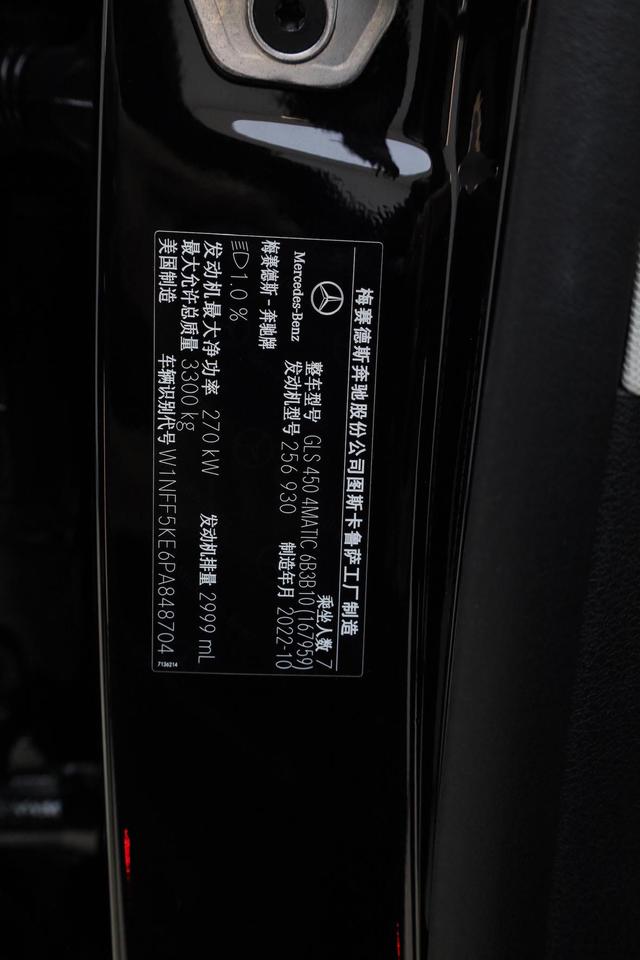 梅赛德斯奔驰股份公司图斯卡鲁萨工厂制造
乘坐人数 7
Mercedes-Benz
整车型号 GLS 450 4MATIC 6B3B10 (167959)
梅赛德斯-奔驰牌
发动机型号 256 930
制造年月 2022-10
1.0 %
发动机最大净功率 270 kW
发动机排量 2999 mL
最大允许总质量 3300 kg
美国制造
车辆识别代号 W1NFF5KE6PA848704
7136214